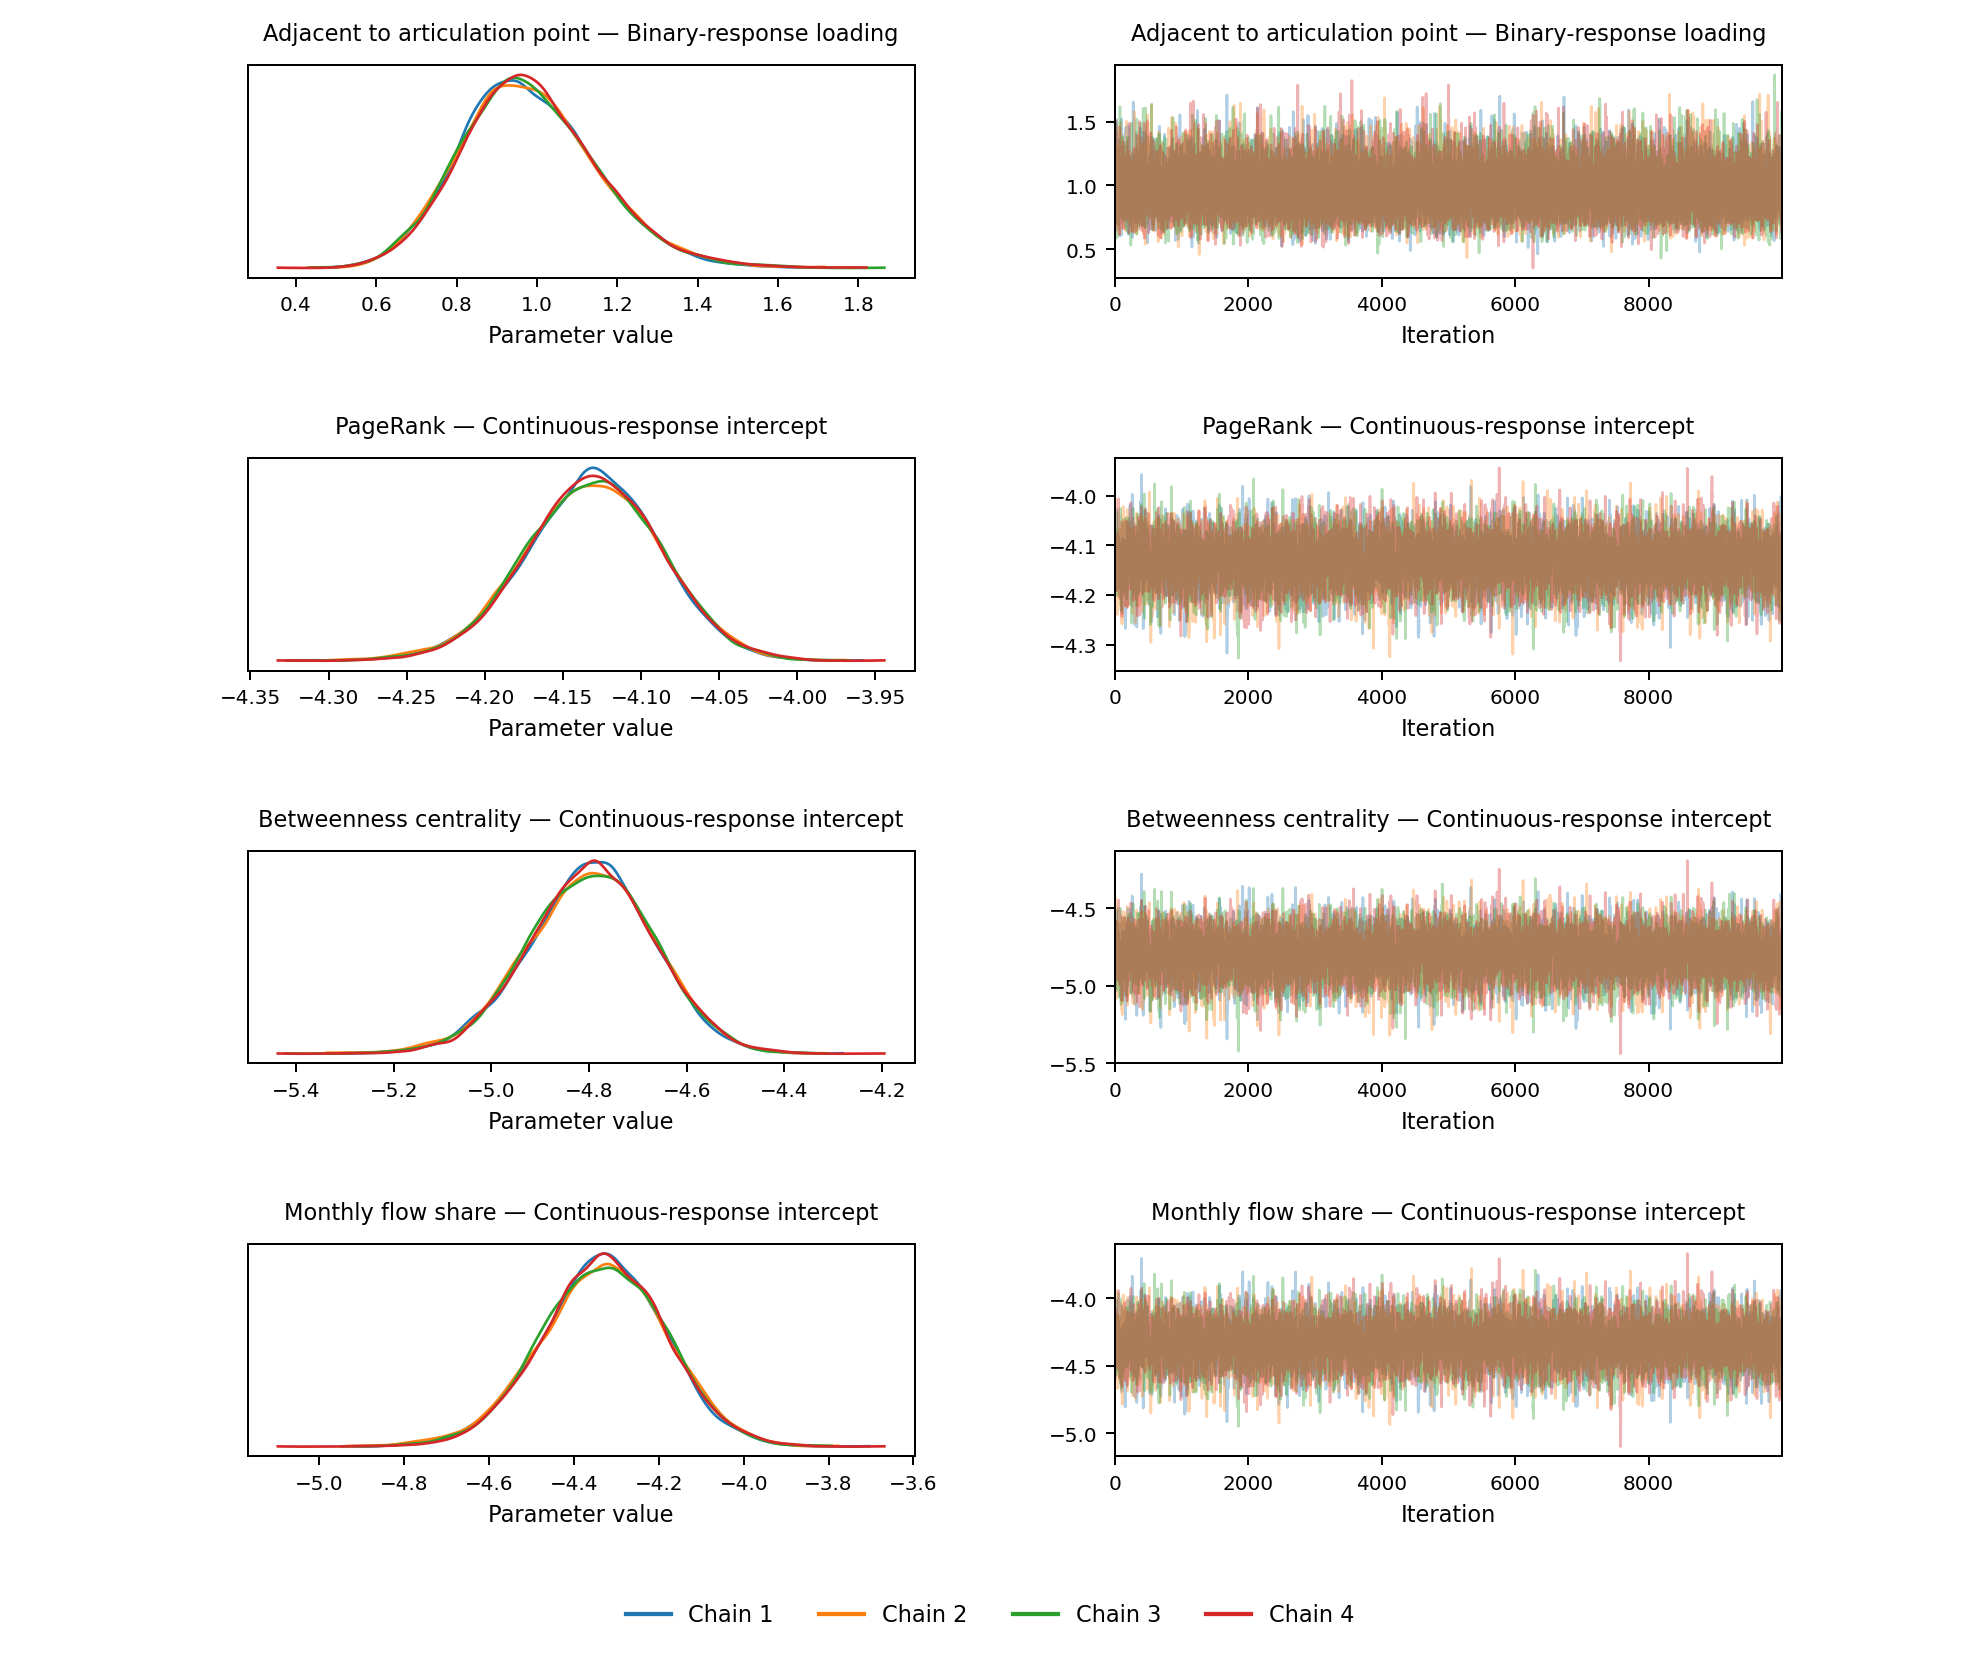 Adjacent to articulation point — Binary-response loading
Adjacent to articulation point — Binary-response loading
1.5
1.0
0.5
0.4 0.6 0.8 1.0 1.2 1.4 1.6 1.8
0 2000 4000 6000 8000
Parameter value
Iteration
PageRank — Continuous-response intercept
PageRank — Continuous-response intercept
−4.0
−4.1
−4.2
−4.3
−4.35 −4.30 −4.25 −4.20 −4.15 −4.10 −4.05 −4.00 −3.95
0 2000 4000 6000 8000
Parameter value
Iteration
Betweenness centrality — Continuous-response intercept
Betweenness centrality — Continuous-response intercept
−4.5
−5.0
−5.5
−5.4 −5.2 −5.0 −4.8 −4.6 −4.4 −4.2
0 2000 4000 6000 8000
Parameter value
Iteration
Monthly flow share — Continuous-response intercept
Monthly flow share — Continuous-response intercept
−4.0
−4.5
−5.0
−5.0 −4.8 −4.6 −4.4 −4.2 −4.0 −3.8 −3.6
0 2000 4000 6000 8000
Parameter value
Iteration
Chain 1 Chain 2 Chain 3 Chain 4